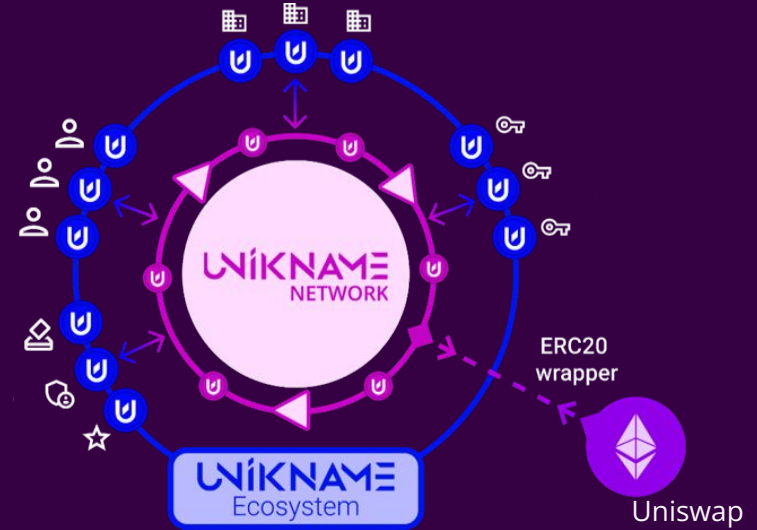 UNIKNAME
NETWORK
ERC20
wrapper
UNIKNAME
Ecosystem
Uniswap